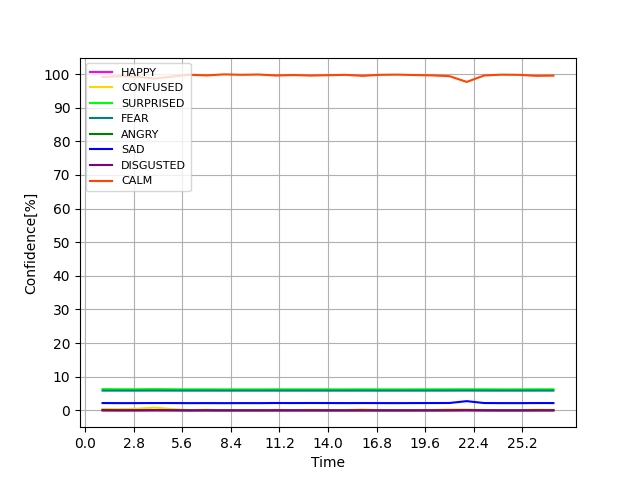 100
90
80
70
60
50
40
30
20
10
0
Confidence[%]
HAPPY
CONFUSED
SURPRISED
FEAR
ANGRY
SAD
DISGUSTED
CALM
0.0 2.8 5.6 8.4 11.2 14.0 16.8 19.6 22.4 25.2
Time